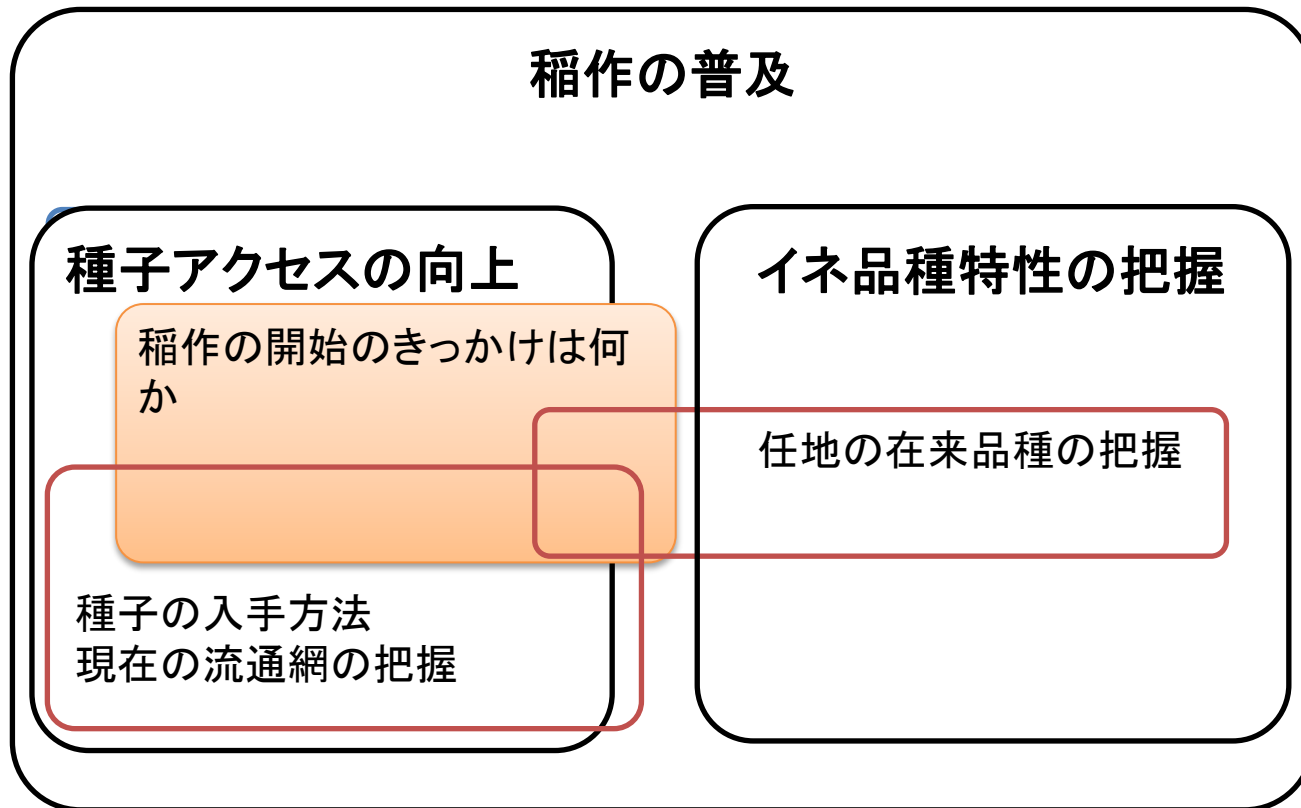 稲作の普及
種子アクセスの向上
稲作の開始のきっかけは何
か
種子の入手方法
現在の流通網の把握
イネ品種特性の把握
任地の在来品種の把握